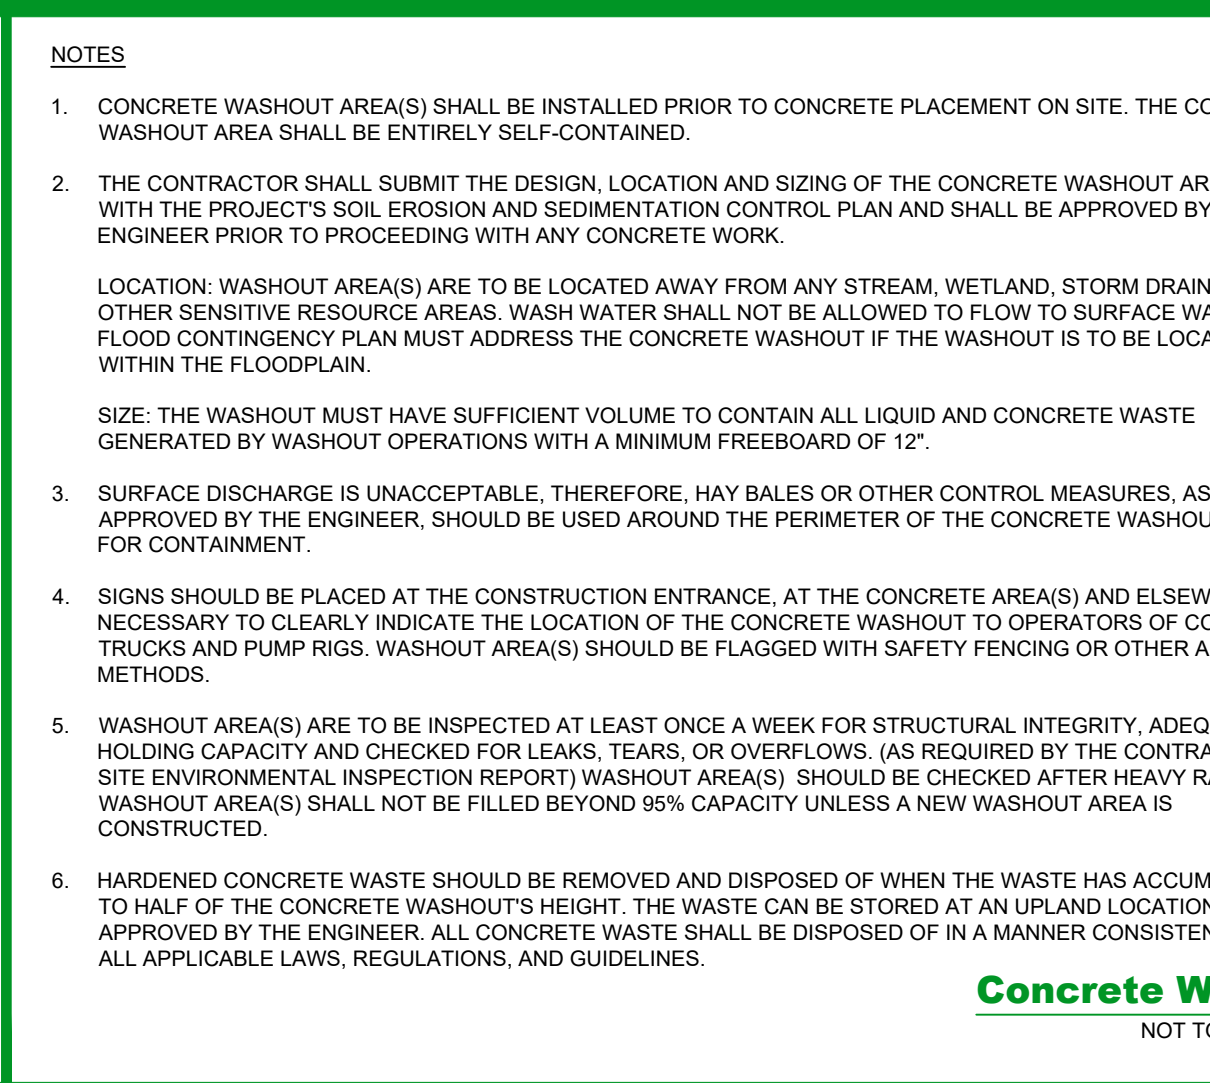 NOTES
1. CONCRETE WASHOUT AREA(S) SHALL BE INSTALLED PRIOR TO CONCRETE PLACEMENT ON SITE. THE
WASHOUT AREA SHALL BE ENTIRELY SELF-CONTAINED.
2. THE CONTRACTOR SHALL SUBMIT THE DESIGN, LOCATION AND SIZING OF THE CONCRETE WASHOUT
WITH THE PROJECT'S SOIL EROSION AND SEDIMENTATION CONTROL PLAN AND SHALL BE APPROVED BY
ENGINEER PRIOR TO PROCEEDING WITH ANY CONCRETE WORK.
LOCATION: WASHOUT AREA(S) ARE TO BE LOCATED AWAY FROM ANY STREAM, WETLAND, STORM DRAIN
OTHER SENSITIVE RESOURCE AREAS. WASH WATER SHALL NOT BE ALLOWED TO FLOW TO SURFACE
FLOOD CONTINGENCY PLAN MUST ADDRESS THE CONCRETE WASHOUT IF THE WASHOUT IS TO BE
WITHIN THE FLOODPLAIN.
SIZE: THE WASHOUT MUST HAVE SUFFICIENT VOLUME TO CONTAIN ALL LIQUID AND CONCRETE WASTE
GENERATED BY WASHOUT OPERATIONS WITH A MINIMUM FREEBOARD OF 12".
3. SURFACE DISCHARGE IS UNACCEPTABLE, THEREFORE, HAY BALES OR OTHER CONTROL MEASURES, AS
APPROVED BY THE ENGINEER, SHOULD BE USED AROUND THE PERIMETER OF THE CONCRETE
FOR CONTAINMENT.
4. SIGNS SHOULD BE PLACED AT THE CONSTRUCTION ENTRANCE, AT THE CONCRETE AREA(S) AND
NECESSARY TO CLEARLY INDICATE THE LOCATION OF THE CONCRETE WASHOUT TO OPERATORS OF
TRUCKS AND PUMP RIGS. WASHOUT AREA(S) SHOULD BE FLAGGED WITH SAFETY FENCING OR OTHER
METHODS.
5. WASHOUT AREA(S) ARE TO BE INSPECTED AT LEAST ONCE A WEEK FOR STRUCTURAL INTEGRITY,
HOLDING CAPACITY AND CHECKED FOR LEAKS, TEARS, OR OVERFLOWS. (AS REQUIRED BY THE
SITE ENVIRONMENTAL INSPECTION REPORT) WASHOUT AREA(S) SHOULD BE CHECKED AFTER HEAVY
WASHOUT AREA(S) SHALL NOT BE FILLED BEYOND 95% CAPACITY UNLESS A NEW WASHOUT AREA IS
CONSTRUCTED.
6. HARDENED CONCRETE WASTE SHOULD BE REMOVED AND DISPOSED OF WHEN THE WASTE HAS
TO HALF OF THE CONCRETE WASHOUT'S HEIGHT. THE WASTE CAN BE STORED AT AN UPLAND LOCATION
APPROVED BY THE ENGINEER. ALL CONCRETE WASTE SHALL BE DISPOSED OF IN A MANNER
ALL APPLICABLE LAWS, REGULATIONS, AND GUIDELINES.
Concrete
NOT